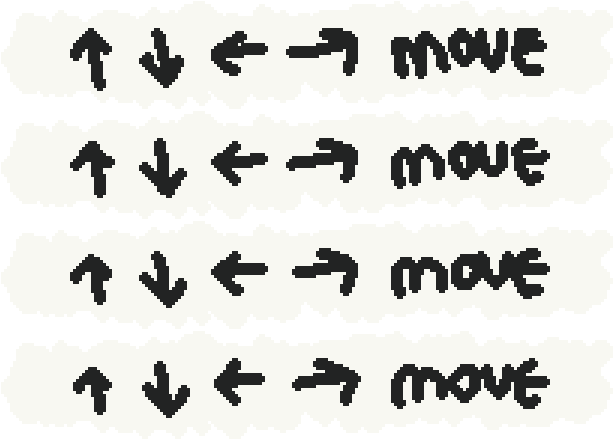 ↑ ↓ ← → move
↑ ↓ ← → move
↑ ↓ ← → move
↑ ↓ ← → move